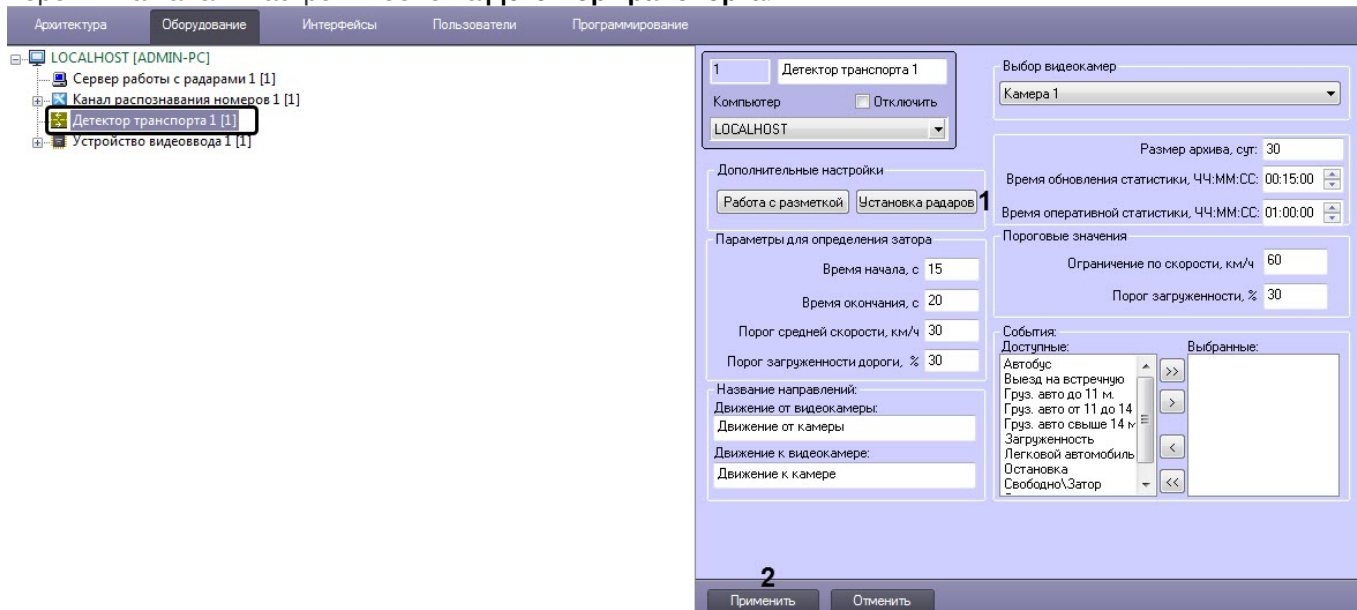 Архитектура Оборудование Интерфейсы Пользователи Программирование
LOCALHOST [ADMIN-PC]
Сервер работы с радарами 1 [1]
Канал распознавания номеров 1 [1]
Детектор транспорта 1 [1]
Устройство видеоввода 1 [1]
1 Детектор транспорта 1
Компьютер Отключить
LOCALHOST
Дополнительные настройки
Работа с разметкой Установка радаров 1
Параметры для определения затора
Время начала, с 15
Время окончания, с 20
Порог средней скорости, км/ч 30
Порог загруженности дороги, % 30
Название направлений:
Движение от видеокамеры:
Движение от камеры
Движение к видеокамере:
Движение к камере
Выбор видеокамер
Камера 1
Размер архива, сут: 30
Время обновления статистики, ЧЧ:ММ:СС: 00:15:00
Время оперативной статистики, ЧЧ:ММ:СС: 01:00:00
Пороговые значения
Ограничение по скорости, км/ч 60
Порог загруженности, % 30
События:
Доступные: Выбранные:
Автобус
Выезд на встречную
Груз. авто до 11 м.
Груз. авто от 11 до 14
Груз. авто свыше 14 м
Загруженность
Легковой автомобиль
Остановка
Свободно\Затор
>>
>
<
<<
2
Применить Отменить